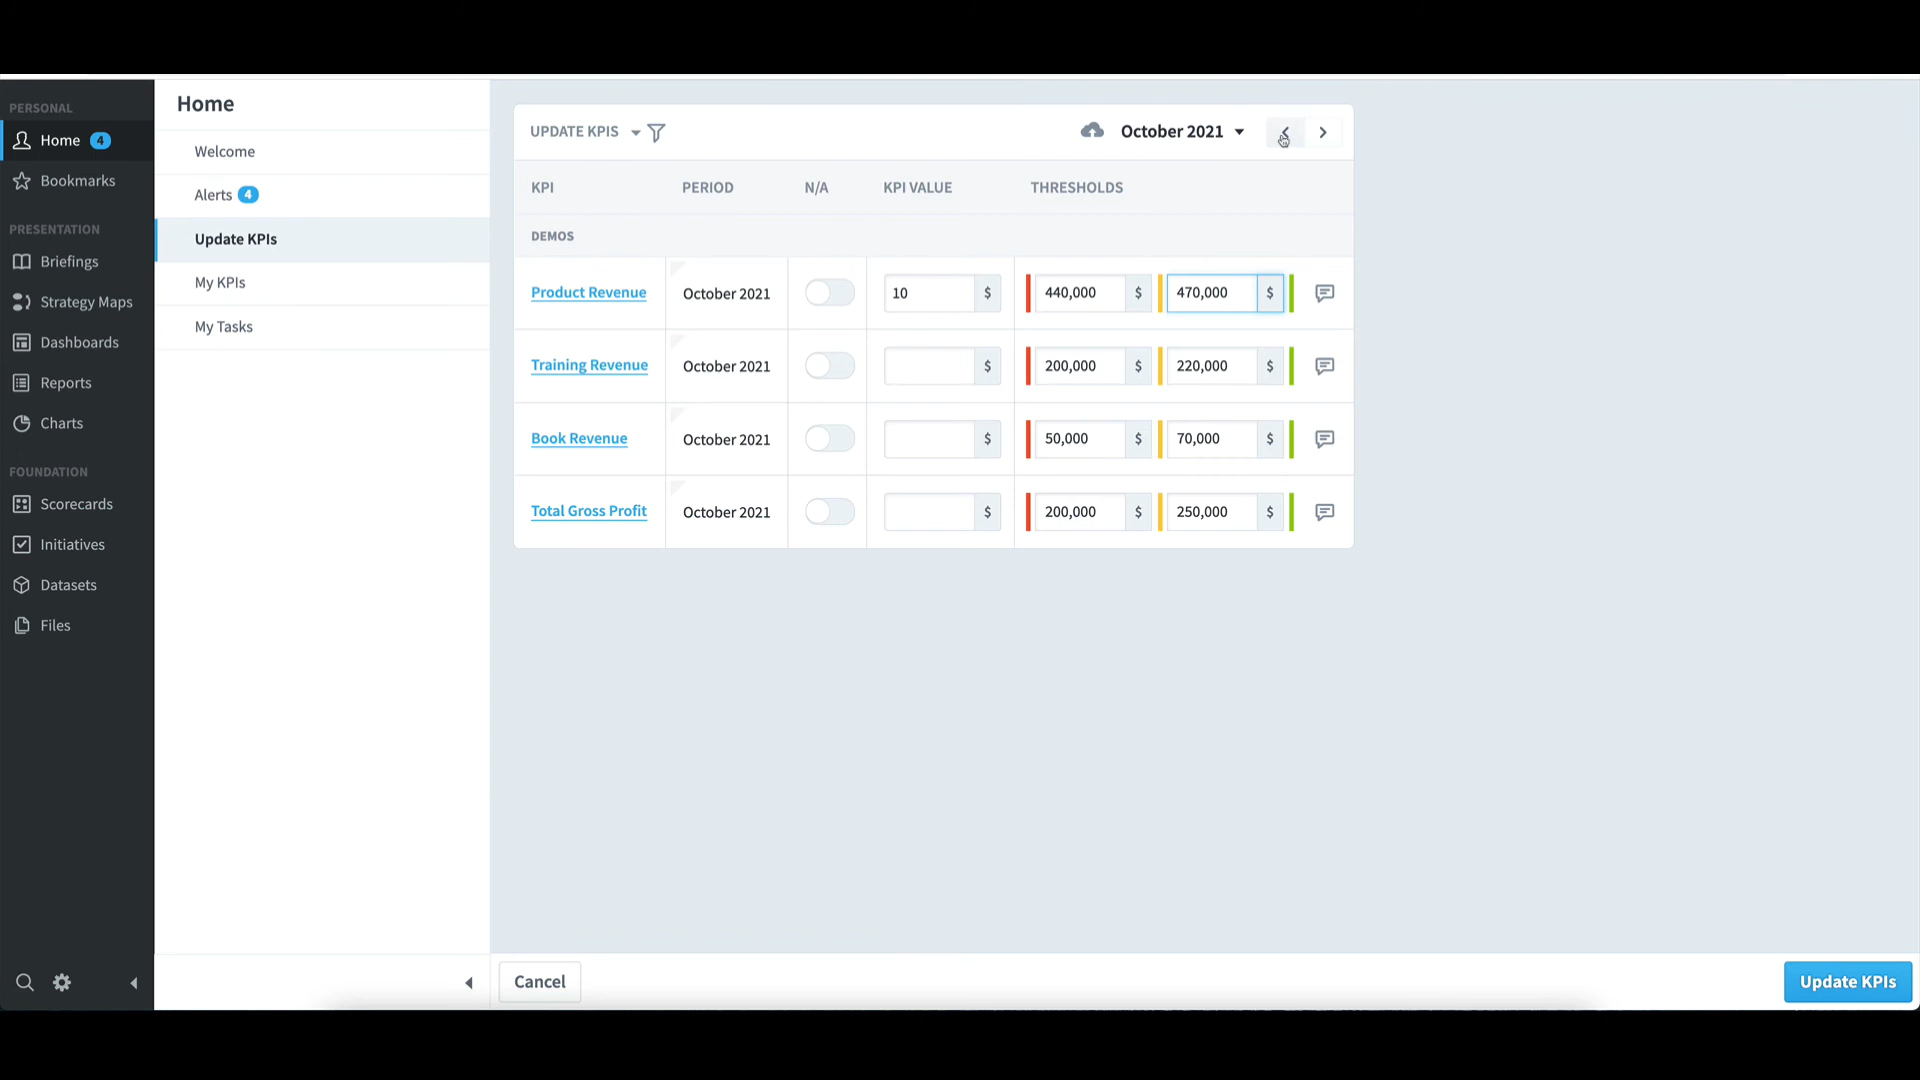 PERSONAL
Home 4
Bookmarks
PRESENTATION
Briefings
Strategy Maps
Dashboards
Reports
Charts
FOUNDATION
Scorecards
Initiatives
Datasets
Files
Home
Welcome
Alerts 4
Update KPIs
My KPIs
My Tasks
UPDATE KPIS October 2021
KPI PERIOD N/A KPI VALUE THRESHOLDS
DEMOS
Product Revenue October 2021 10 $ 440,000 $ 470,000 $
Training Revenue October 2021 $ 200,000 $ 220,000 $
Book Revenue October 2021 $ 50,000 $ 70,000 $
Total Gross Profit October 2021 $ 200,000 $ 250,000 $
Cancel Update KPIs